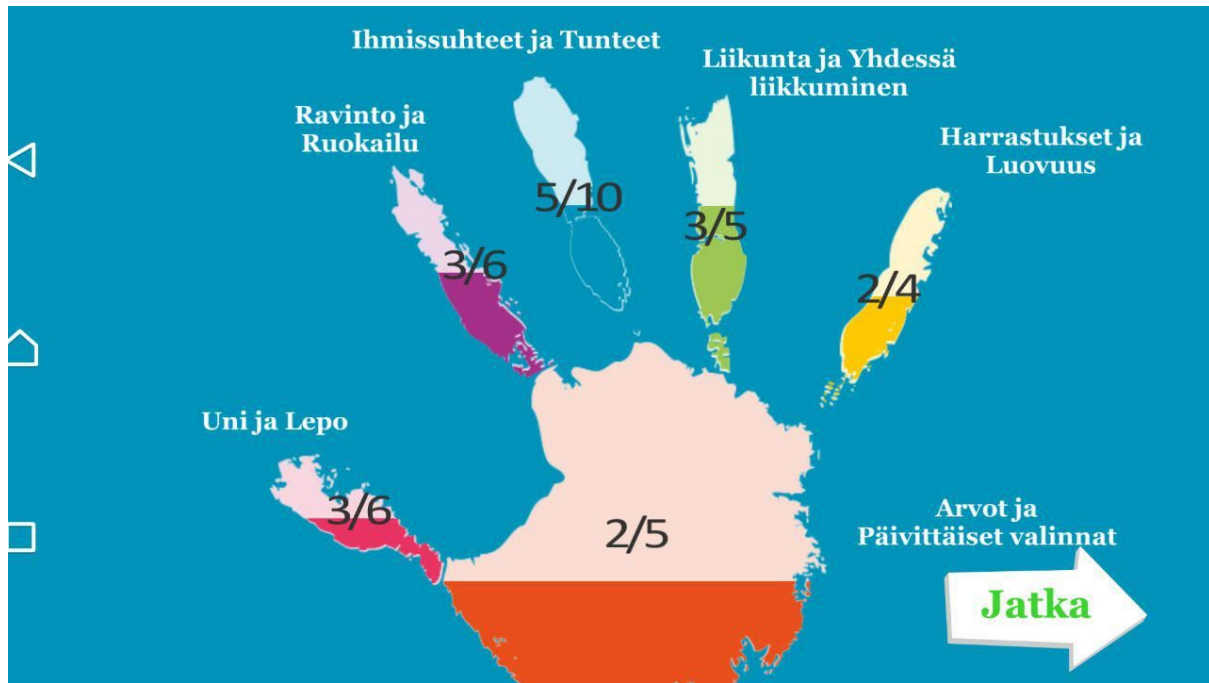 Ihmissuhteet ja Tunteet
Liikunta ja Yhdessä
liikkuminen
Ravinto ja
Ruokailu
Harrastukset ja
Luovuus
5/10
3/5
3/6
2/4
Uni ja Lepo
3/6
2/5
Arvot ja
Päivittäiset valinnat
Jatka